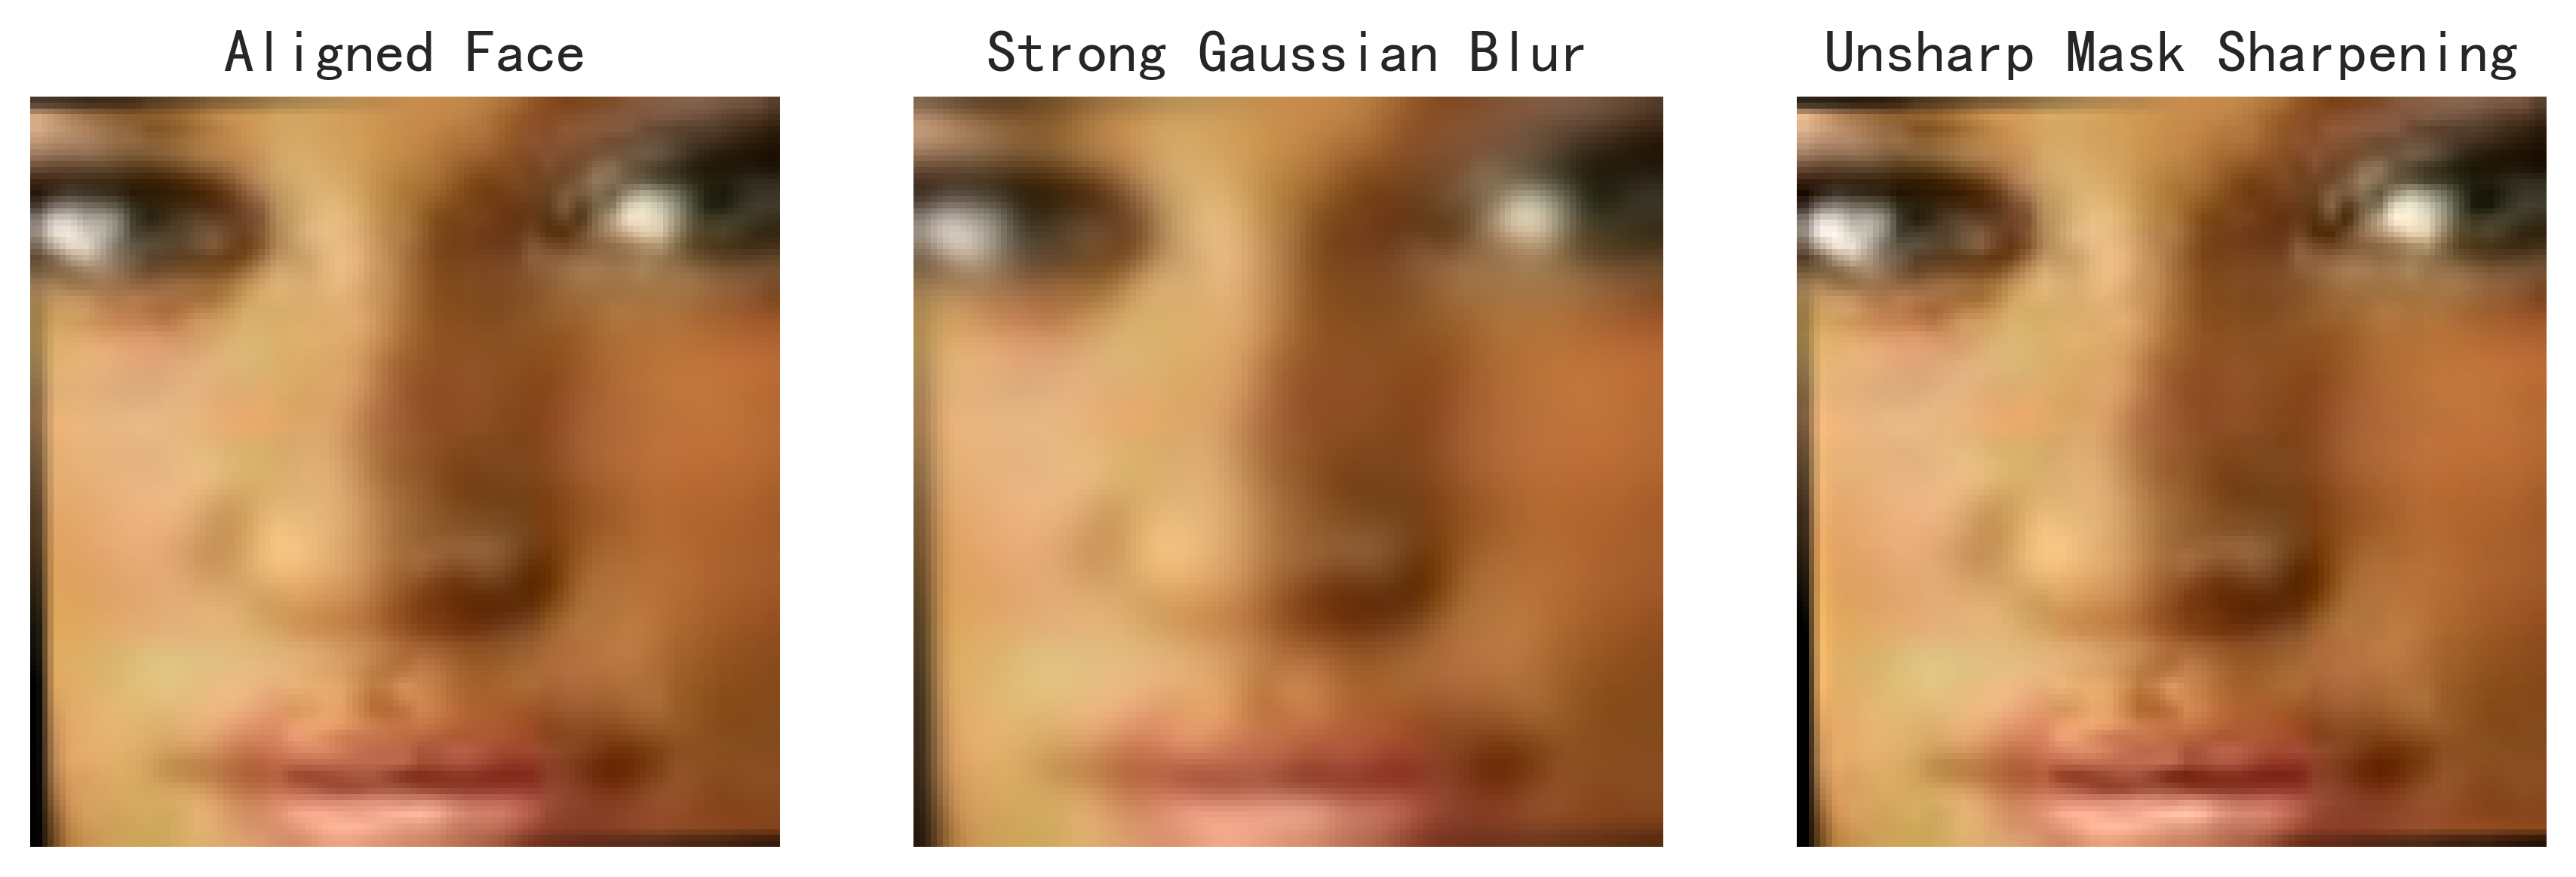 Aligned Face
Strong Gaussian Blur
Unsharp Mask Sharpening